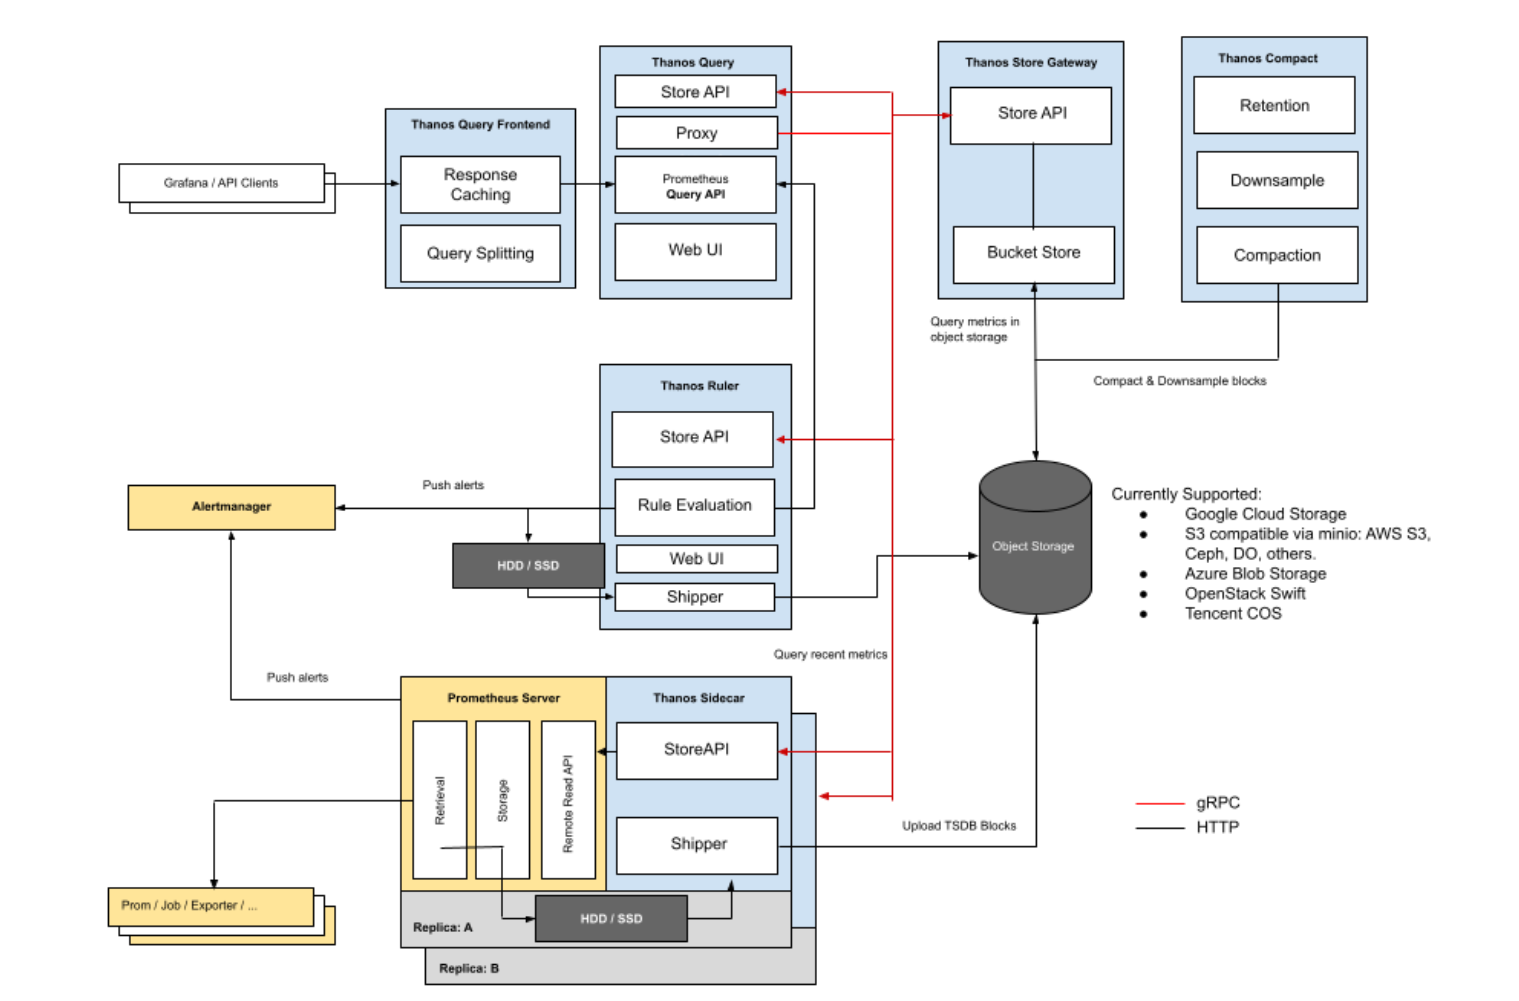 Thanos Query
Store API
Proxy
Prometheus
Query API
Web UI
Thanos Query Frontend
Response
Caching
Query Splitting
Grafana / API Clients
Thanos Store Gateway
Store API
Bucket Store
Thanos Compact
Retention
Downsample
Compaction
Query metrics in
object storage
Compact & Downsample blocks
Thanos Ruler
Store API
Rule Evaluation
Web UI
Shipper
Push alerts
Alertmanager
HDD / SSD
Object Storage
Currently Supported:
● Google Cloud Storage
● S3 compatible via minio: AWS S3,
Ceph, DO, others.
● Azure Blob Storage
● OpenStack Swift
● Tencent COS
Query recent metrics
Push alerts
Prometheus Server
Retrieval
Storage
Remote Read API
Thanos Sidecar
StoreAPI
Shipper
Upload TSDB Blocks
gRPC
HTTP
Prom / Job / Exporter / ...
HDD / SSD
Replica: A
Replica: B